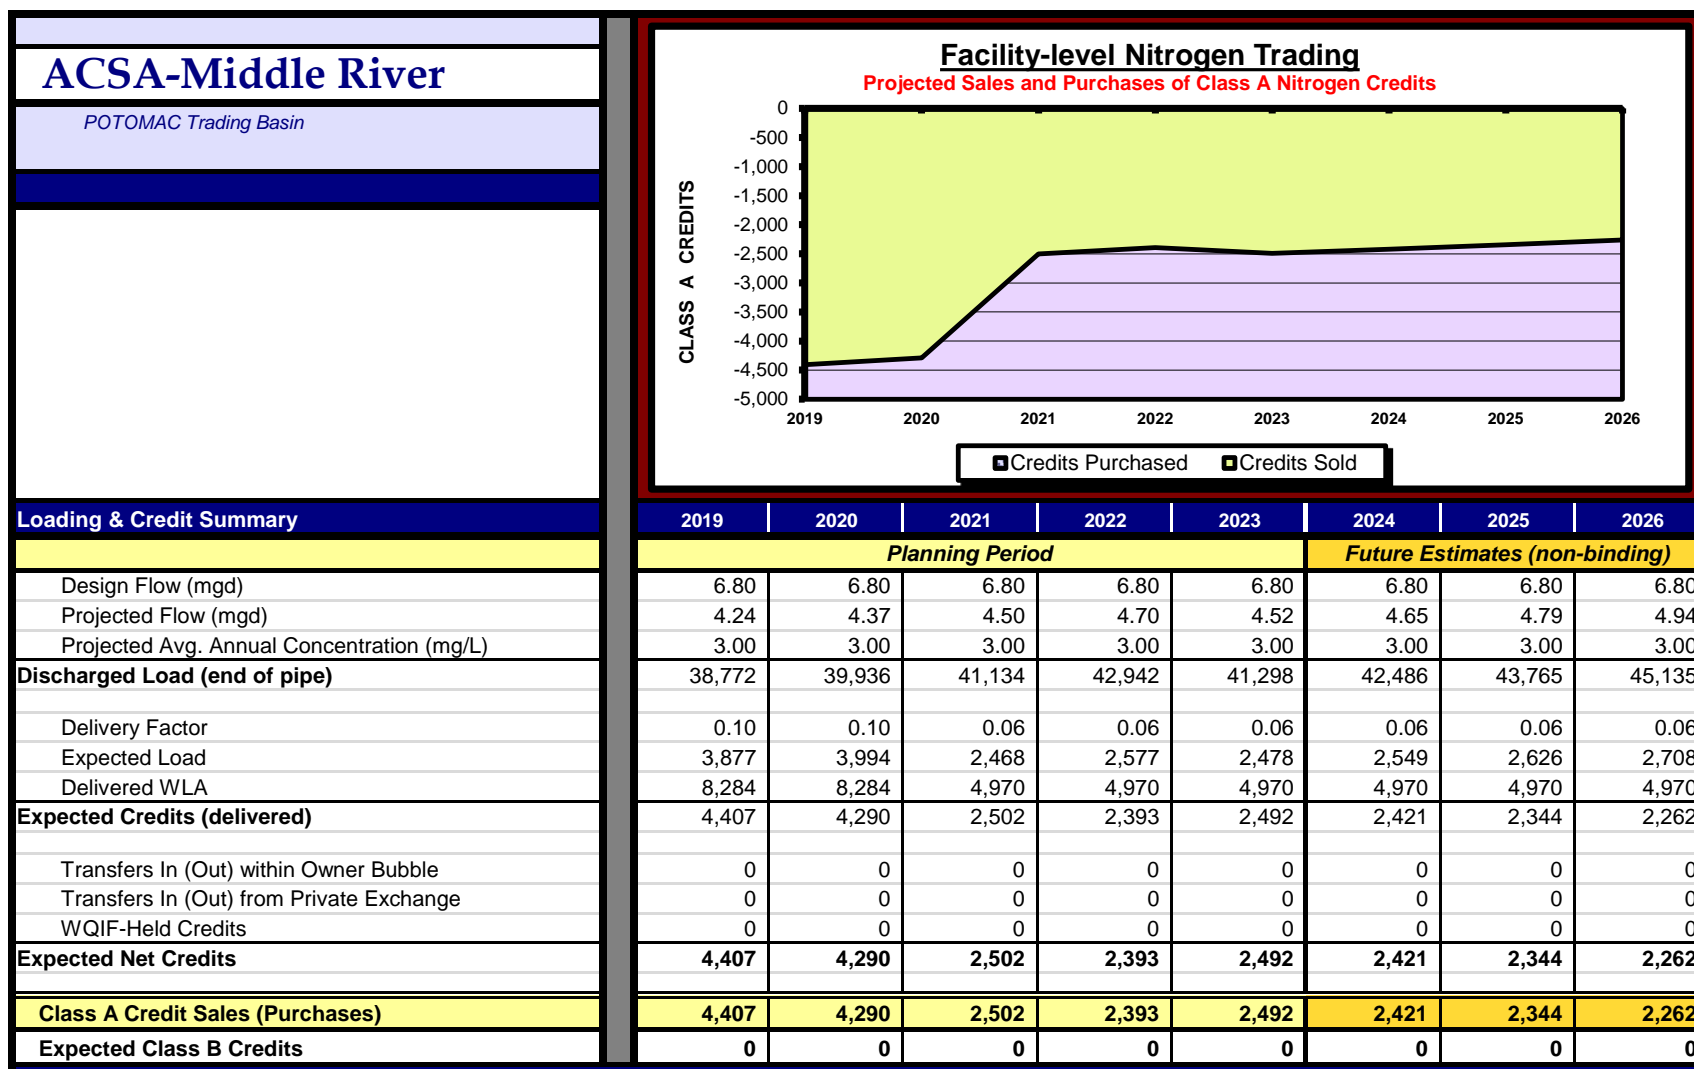 ACSA-Middle River
POTOMAC Trading Basin
Facility-level Nitrogen Trading
Projected Sales and Purchases of Class A Nitrogen Credits
CLASS A CREDITS
0
-500
-1,000
-1,500
-2,000
-2,500
-3,000
-3,500
-4,000
-4,500
-5,000
2019 2020 2021 2022 2023 2024 2025 2026
Credits Purchased Credits Sold
Loading & Credit Summary 2019 2020 2021 2022 2023 2024 2025 2026
Planning Period Future Estimates (non-binding)
Design Flow (mgd) 6.80 6.80 6.80 6.80 6.80 6.80 6.80 6.80
Projected Flow (mgd) 4.24 4.37 4.50 4.70 4.52 4.65 4.79 4.94
Projected Avg. Annual Concentration (mg/L) 3.00 3.00 3.00 3.00 3.00 3.00 3.00 3.00
Discharged Load (end of pipe) 38,772 39,936 41,134 42,942 41,298 42,486 43,765 45,135
Delivery Factor 0.10 0.10 0.06 0.06 0.06 0.06 0.06 0.06
Expected Load 3,877 3,994 2,468 2,577 2,478 2,549 2,626 2,708
Delivered WLA 8,284 8,284 4,970 4,970 4,970 4,970 4,970 4,970
Expected Credits (delivered) 4,407 4,290 2,502 2,393 2,492 2,421 2,344 2,262
Transfers In (Out) within Owner Bubble 0 0 0 0 0 0 0 0
Transfers In (Out) from Private Exchange 0 0 0 0 0 0 0 0
WQIF-Held Credits 0 0 0 0 0 0 0 0
Expected Net Credits 4,407 4,290 2,502 2,393 2,492 2,421 2,344 2,262
Class A Credit Sales (Purchases) 4,407 4,290 2,502 2,393 2,492 2,421 2,344 2,262
Expected Class B Credits 0 0 0 0 0 0 0 0